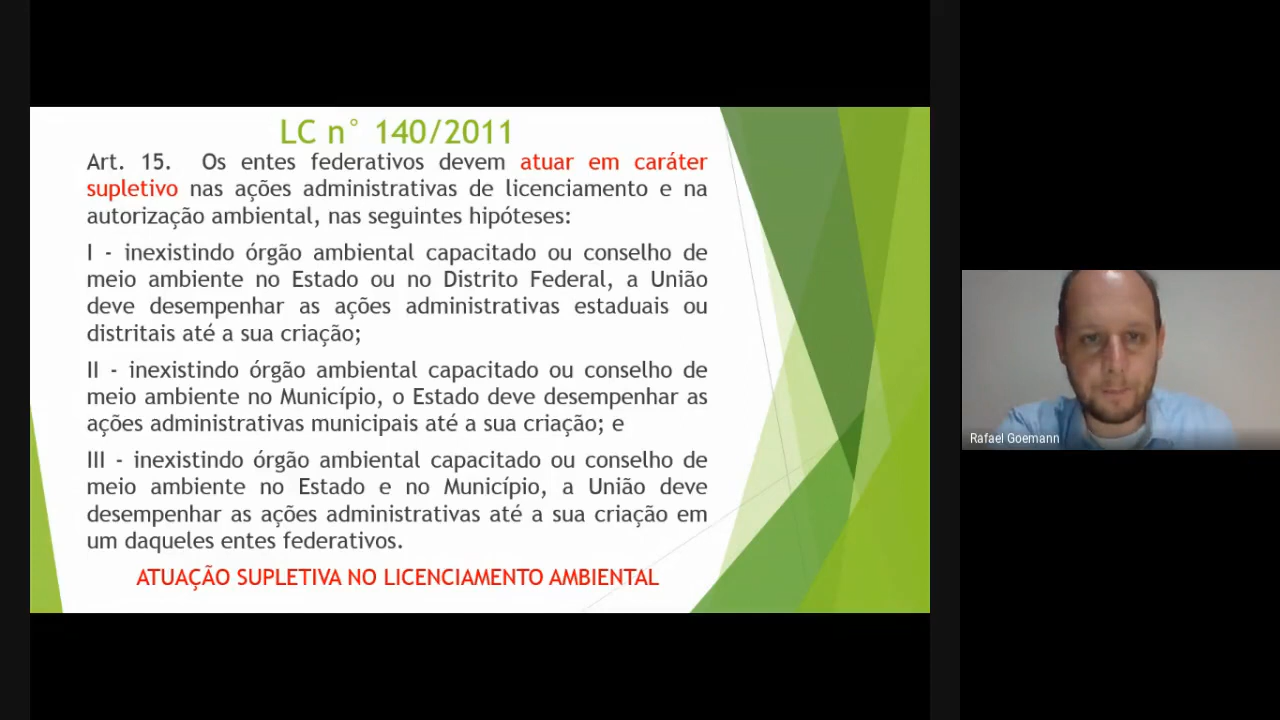 LC n° 140/2011
Art. 15. Os entes federativos devem atuar em caráter
supletivo nas ações administrativas de licenciamento e na
autorização ambiental, nas seguintes hipóteses:
I - inexistindo órgão ambiental capacitado ou conselho de
meio ambiente no Estado ou no Distrito Federal, a União
deve desempenhar as ações administrativas estaduais ou
distritais até a sua criação;
II - inexistindo órgão ambiental capacitado ou conselho de
meio ambiente no Município, o Estado deve desempenhar as
ações administrativas municipais até a sua criação; e
III - inexistindo órgão ambiental capacitado ou conselho de
meio ambiente no Estado e no Município, a União deve
desempenhar as ações administrativas até a sua criação em
um daqueles entes federativos.
ATUAÇÃO SUPLETIVA NO LICENCIAMENTO AMBIENTAL
Rafael Goemann